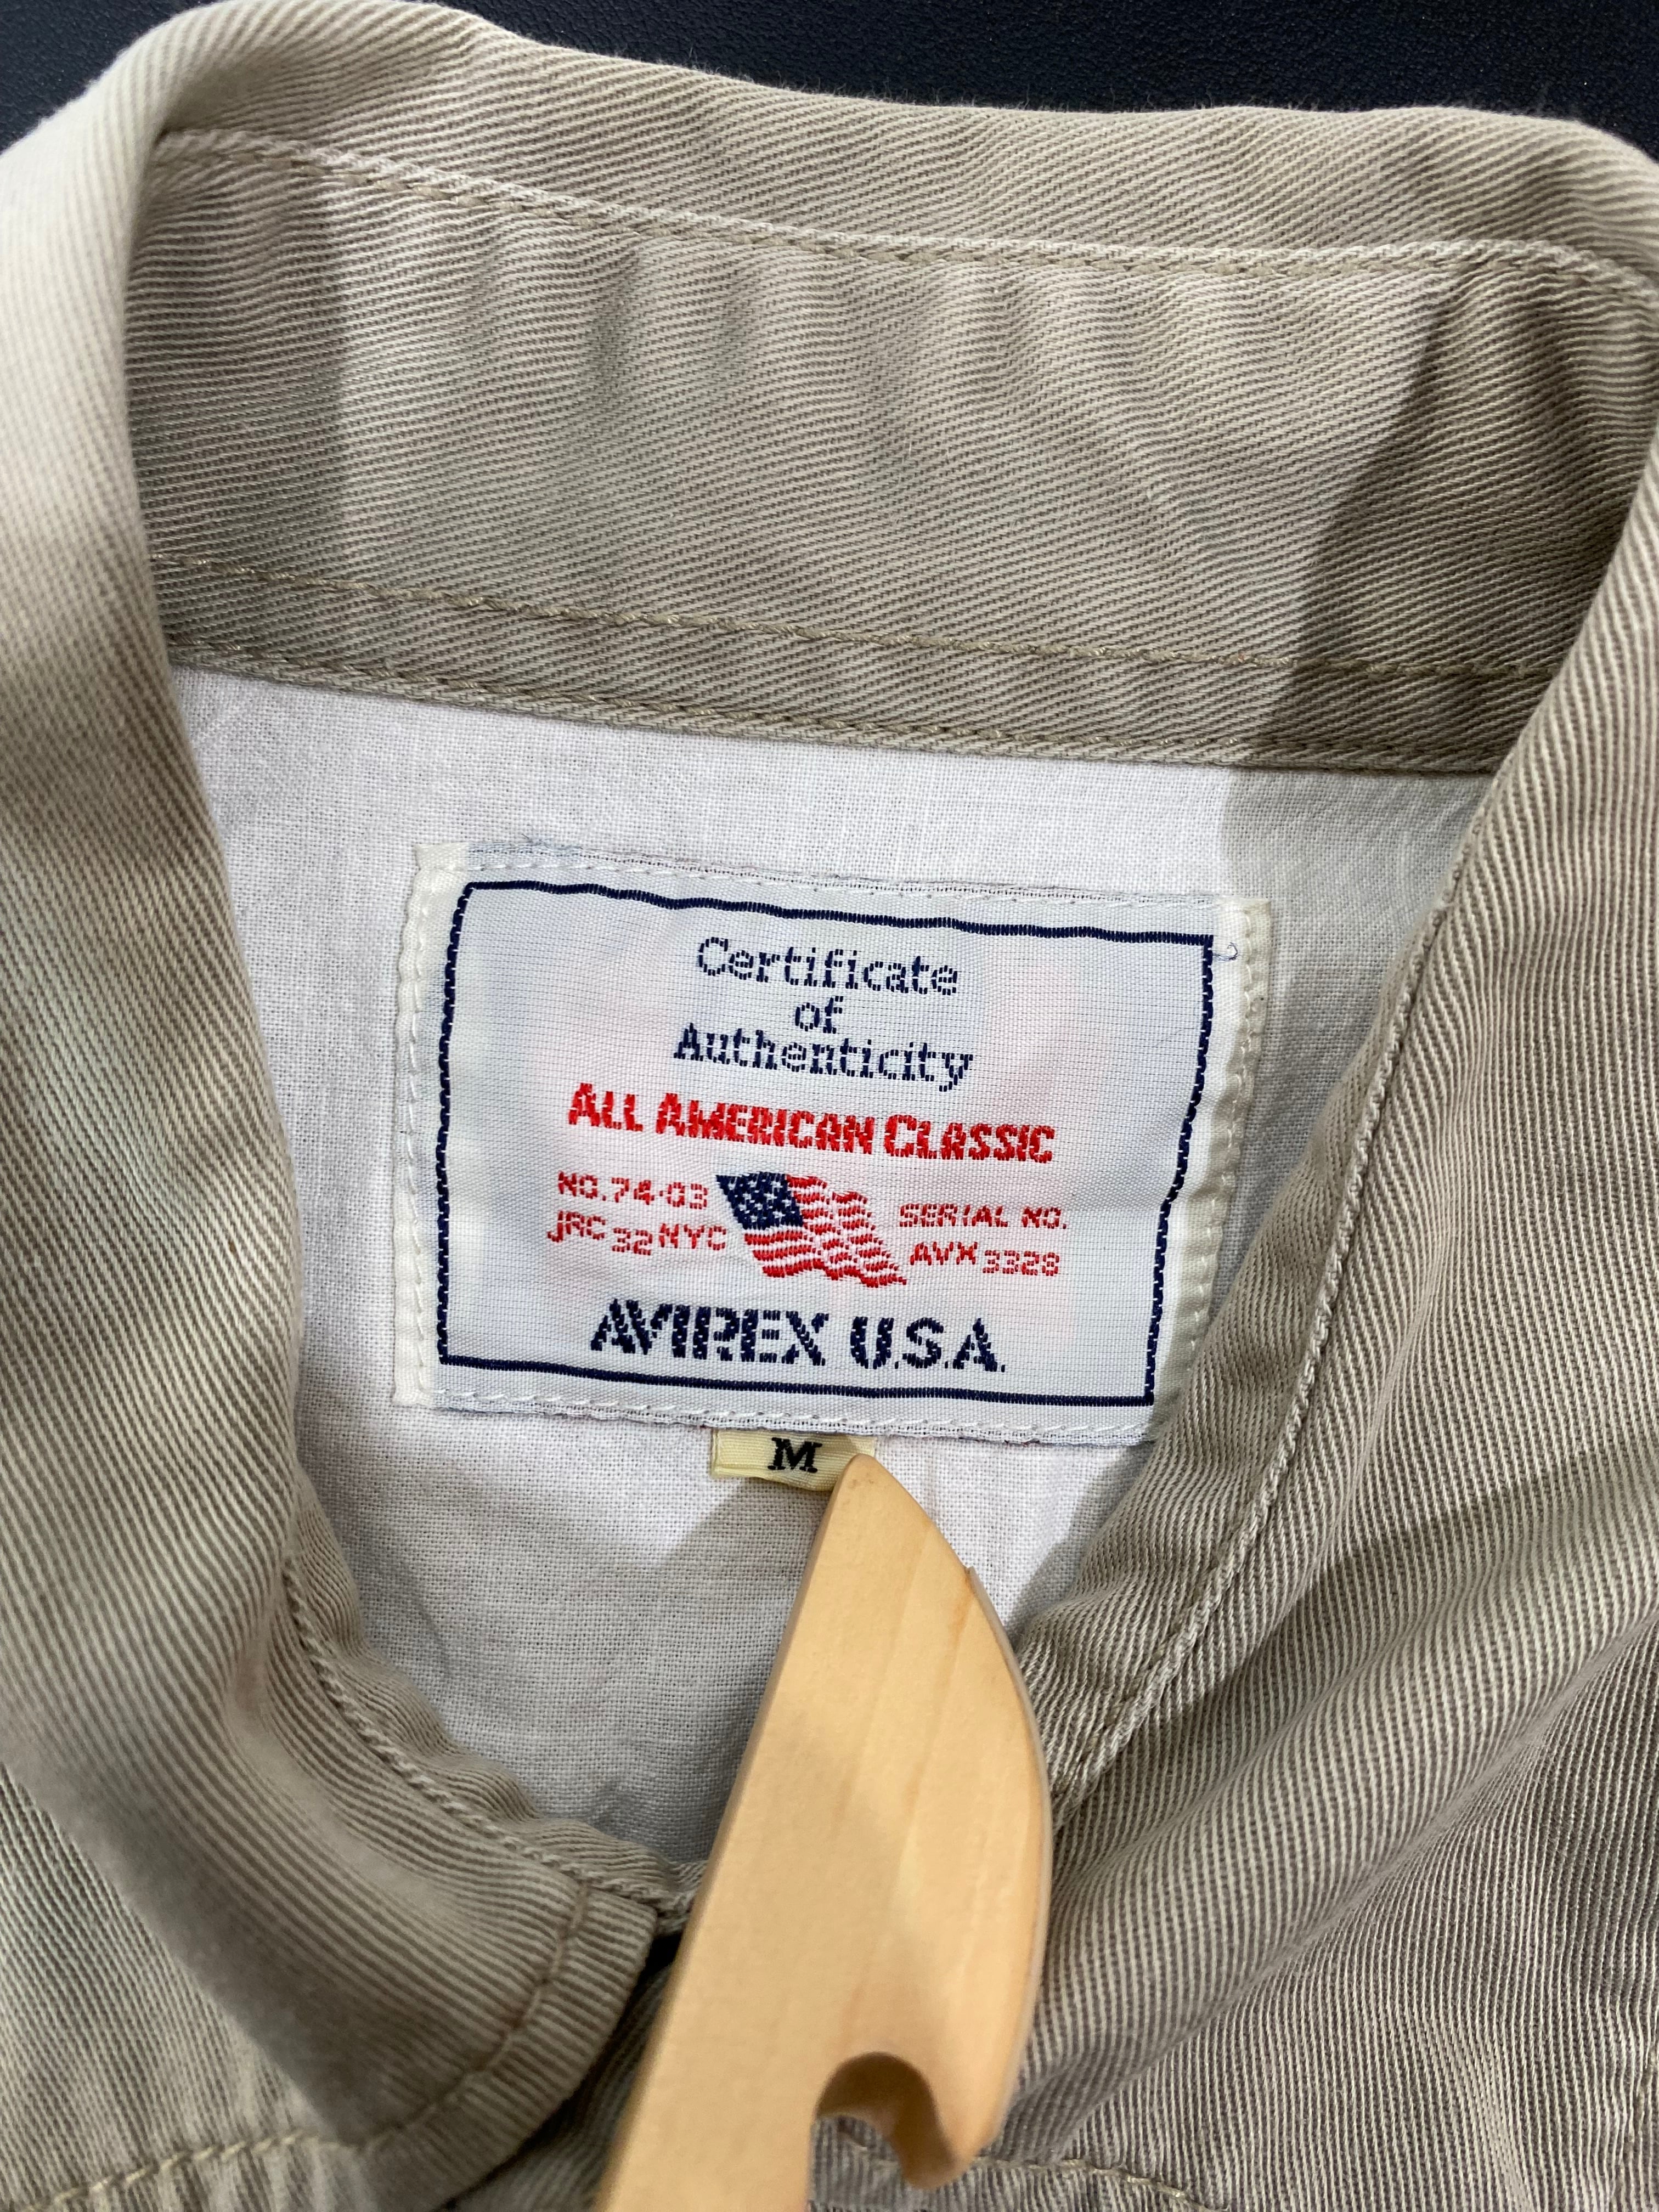 Certificate
of
Authenticity
ALL AMERICAN CLASSIC
NO.74-03
JRC 32 NYC
SERIAL NO.
AVX 3328
AVIREX U.S.A.
M